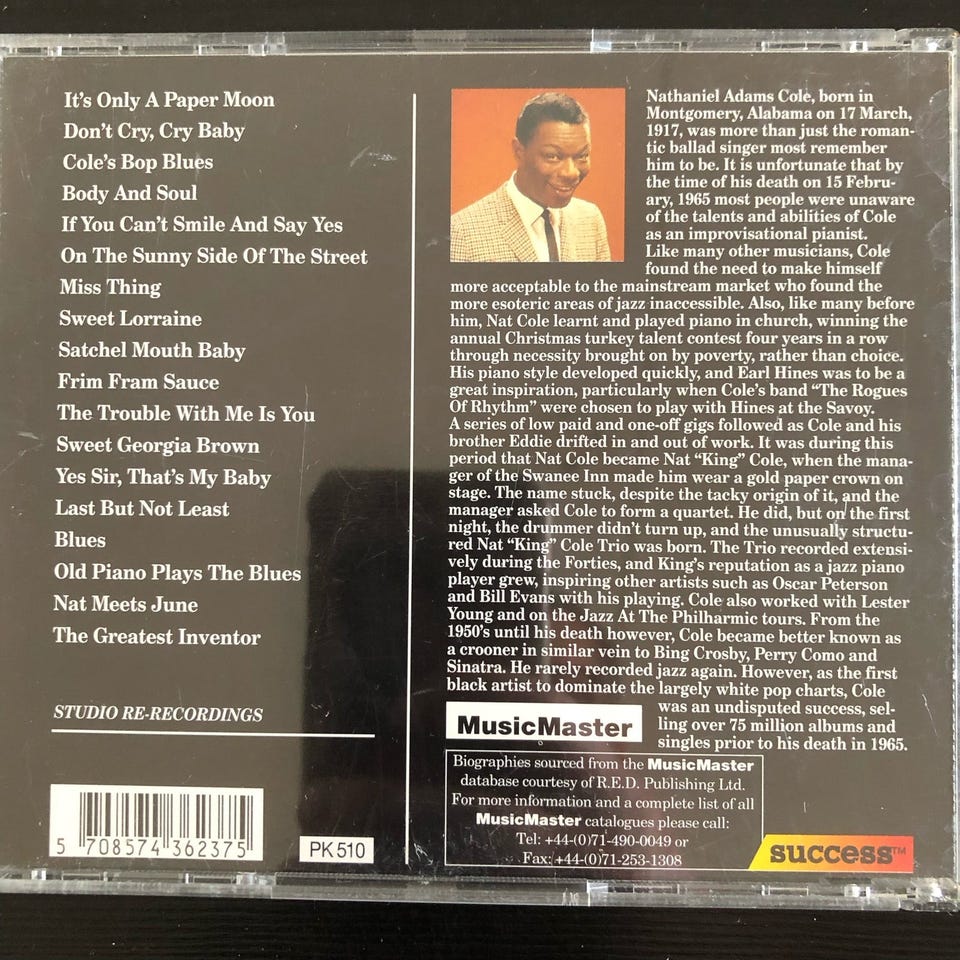 It's Only A Paper Moon
Don't Cry, Cry Baby
Cole's Bop Blues
Body And Soul
If You Can't Smile And Say Yes
On The Sunny Side Of The Street
Miss Thing
Sweet Lorraine
Satchel Mouth Baby
Frim Fram Sauce
The Trouble With Me Is You
Sweet Georgia Brown
Yes Sir, That's My Baby
Last But Not Least
Blues
Old Piano Plays The Blues
Nat Meets June
The Greatest Inventor
STUDIO RE-RECORDINGS
5 708574 362375
PK 510
Nathaniel Adams Cole, born in
Montgomery, Alabama on 17 March,
1917, was more than just the roman-
tic ballad singer most remember
him to be. It is unfortunate that by
the time of his death on 15 Febru-
ary, 1965 most people were unaware
of the talents and abilities of Cole
as an improvisational pianist.
Like many other musicians, Cole
found the need to make himself
more acceptable to the mainstream market who found the
more esoteric areas of jazz inaccessible. Also, like many before
him, Nat Cole learnt and played piano in church, winning the
annual Christmas turkey talent contest four years in a row
through necessity brought on by poverty, rather than choice.
His piano style developed quickly, and Earl Hines was to be a
great inspiration, particularly when Cole's band "The Rogues
Of Rhythm" were chosen to play with Hines at the Savoy.
A series of low paid and one-off gigs followed as Cole and his
brother Eddie drifted in and out of work. It was during this
period that Nat Cole became Nat "King" Cole, when the mana-
ger of the Swanee Inn made him wear a gold paper crown on
stage. The name stuck, despite the tacky origin of it, and the
manager asked Cole to form a quartet. He did, but on the first
night, the drummer didn't turn up, and the unusually structu-
red Nat "King" Cole Trio was born. The Trio recorded extensi-
vely during the Forties, and King's reputation as a jazz piano
player grew, inspiring other artists such as Oscar Peterson
and Bill Evans with his playing. Cole also worked with Lester
Young and on the Jazz At The Philharmic tours. From the
1950's until his death however, Cole became better known as
a crooner in similar vein to Bing Crosby, Perry Como and
Sinatra. He rarely recorded jazz again. However, as the first
black artist to dominate the largely white pop charts, Cole
was an undisputed success, sel-
ling over 75 million albums and
singles prior to his death in 1965.
MusicMaster
Biographies sourced from the MusicMaster
database courtesy of R.E.D. Publishing Ltd.
For more information and a complete list of all
MusicMaster catalogues please call:
Tel: +44-(0)71-490-0049 or
Fax: +44-(0)71-253-1308
success™